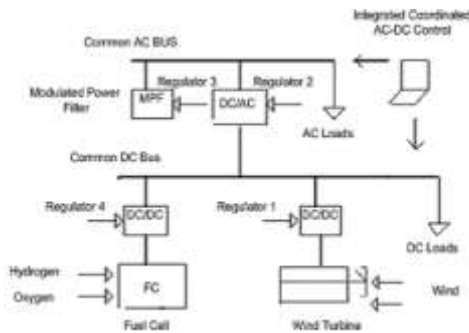 Integrated Coordinated
AC-DC Control
Common AC BUS
Regulator 3
Regulator 2
Modulated Power
Filter
MPF
DC/AC
AC Loads
Common DC Bus
Regulator 4
DC/DC
Regulator 1
DC/DC
DC Loads
Hydrogen
Oxygen
FC
Wind
Fuel Cell
Wind Turbine